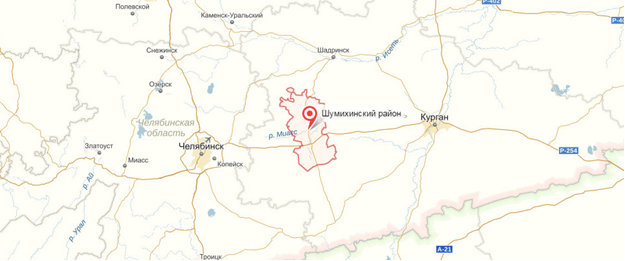 Полевской
Каменск-Уральский
Р-402
Снежинск
Шадринск
р. Исеть
Озёрск
Челябинская
область
Шумихинский район
Курган
р. Миасс
Златоуст
Челябинск
Миасс
Копейск
Р-254
р. Ай
р. Урал
Троицк
А-21